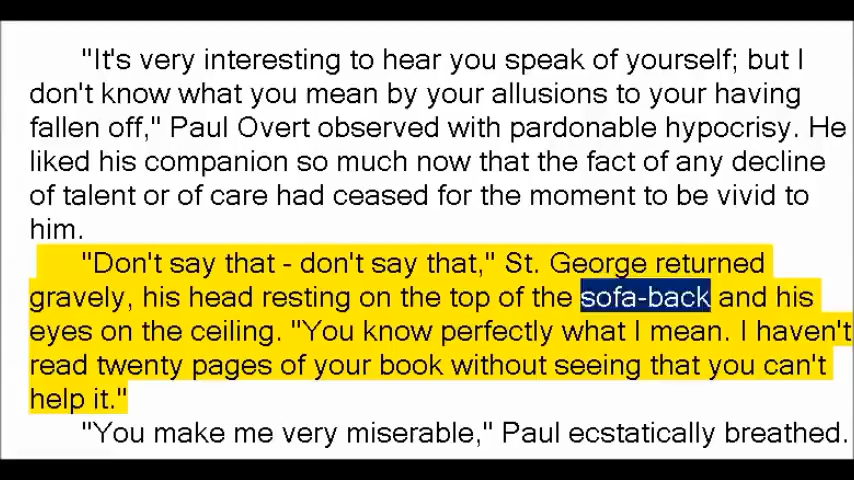 "It's very interesting to hear you speak of yourself; but I
don't know what you mean by your allusions to your having
fallen off," Paul Overt observed with pardonable hypocrisy. He
liked his companion so much now that the fact of any decline
of talent or of care had ceased for the moment to be vivid to
him.
"Don't say that - don't say that," St. George returned
gravely, his head resting on the top of the sofa-back and his
eyes on the ceiling. "You know perfectly what I mean. I haven't
read twenty pages of your book without seeing that you can't
help it."
"You make me very miserable," Paul ecstatically breathed.